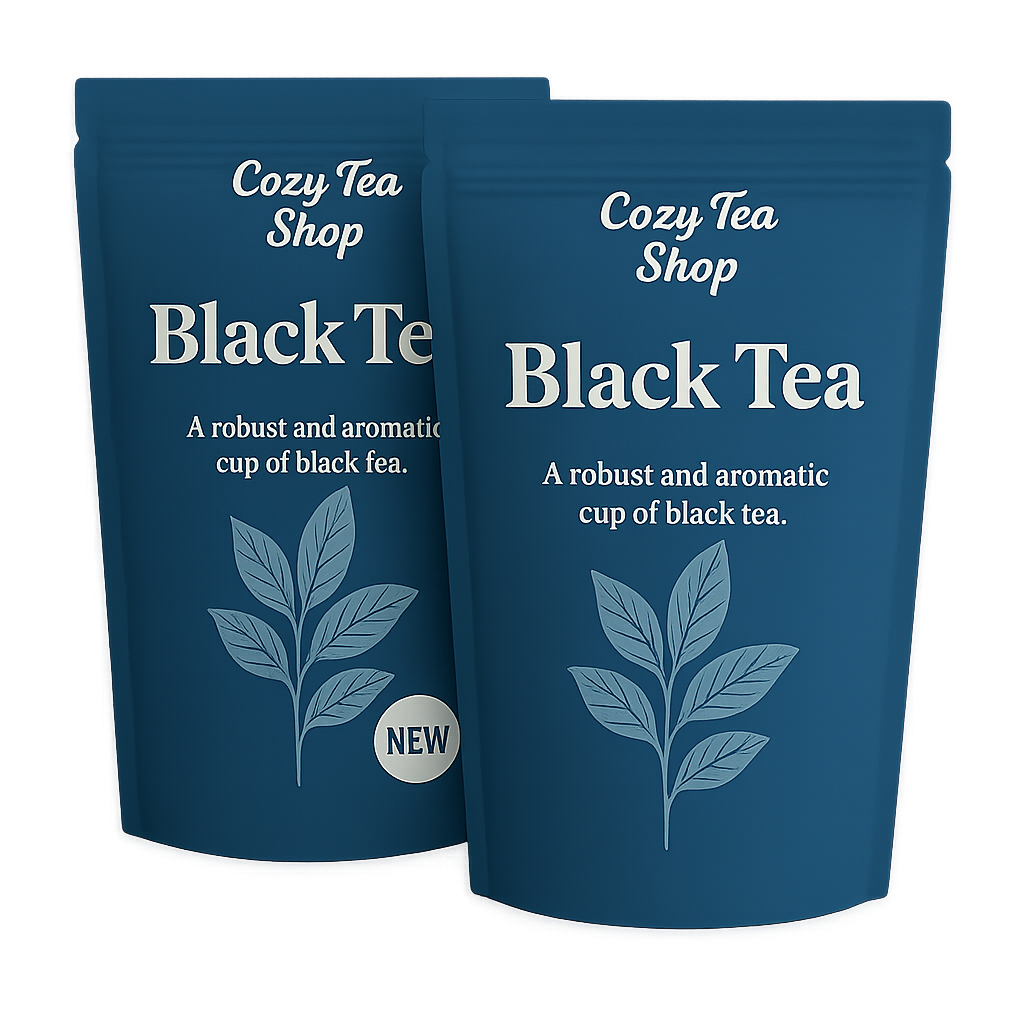 Cozy Tea
Shop
Black Te
A robust and aromatic
cup of black fea.
NEW
Cozy Tea
Shop
Black Tea
A robust and aromatic
cup of black tea.